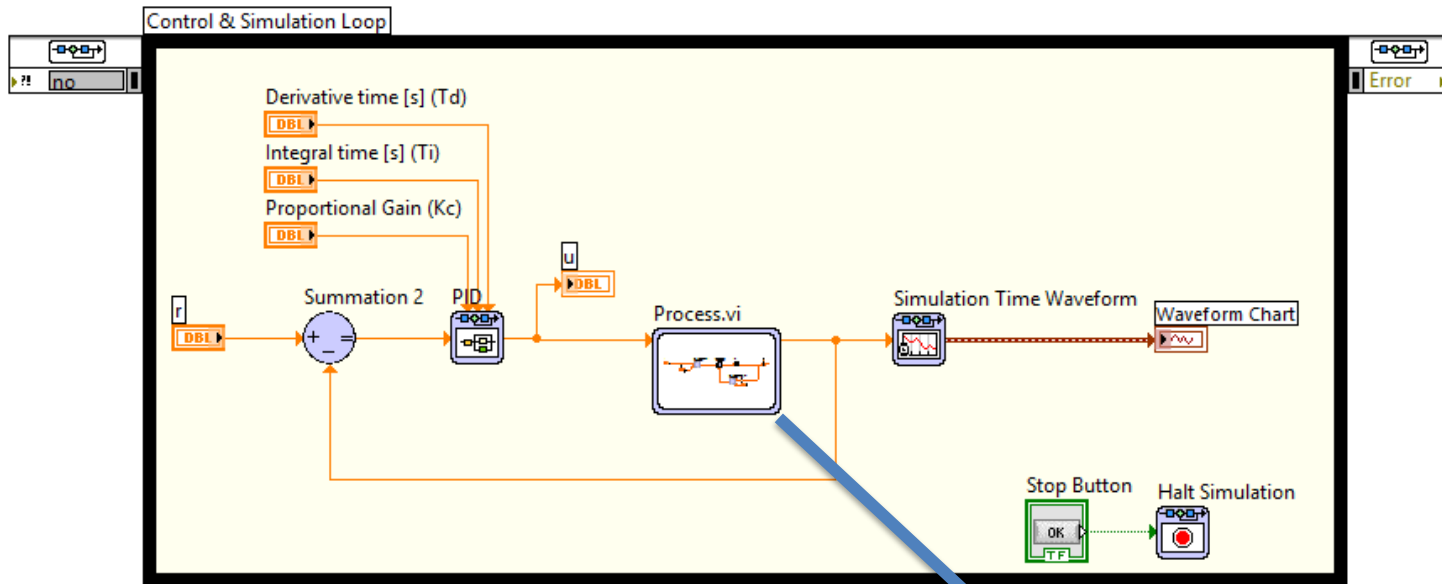 Control & Simulation Loop
?! no
Error
Derivative time [s] (Td)
DBL
Integral time [s] (Ti)
DBL
Proportional Gain (Kc)
DBL
u
DBL
r
DBL
Summation 2
+
−
=
PID
Process.vi
Simulation Time Waveform
Waveform Chart
Stop Button
OK
TF
Halt Simulation